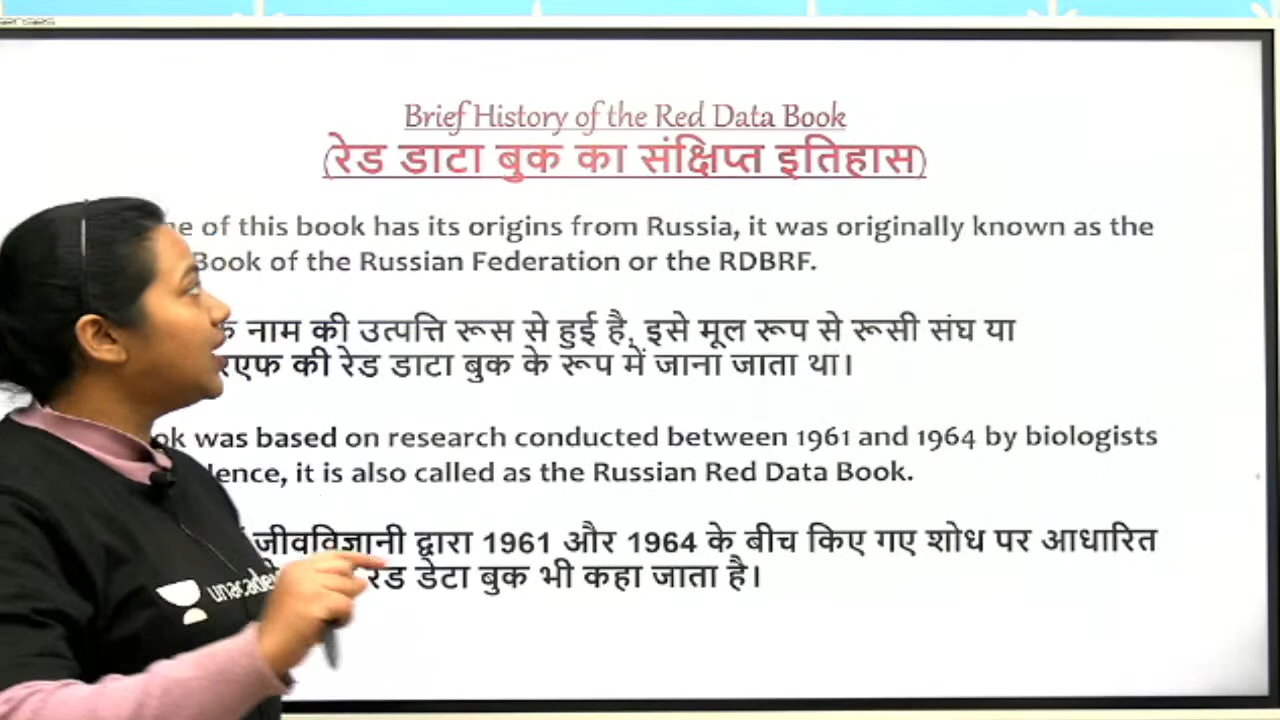 Brief History of the Red Data Book
(रेड डाटा बुक का संक्षिप्त इतिहास)
of this book has its origins from Russia, it was originally known as the
Book of the Russian Federation or the RDBRF.
नाम की उत्पत्ति रूस से हुई है, इसे मूल रूप से रूसी संघ या
की रेड डाटा बुक के रूप में जाना जाता था।
was based on research conducted between 1961 and 1964 by biologists
it is also called as the Russian Red Data Book.
जीवविज्ञानी द्वारा 1961 और 1964 के बीच किए गए शोध पर आधारित
रेड डेटा बुक भी कहा जाता है।